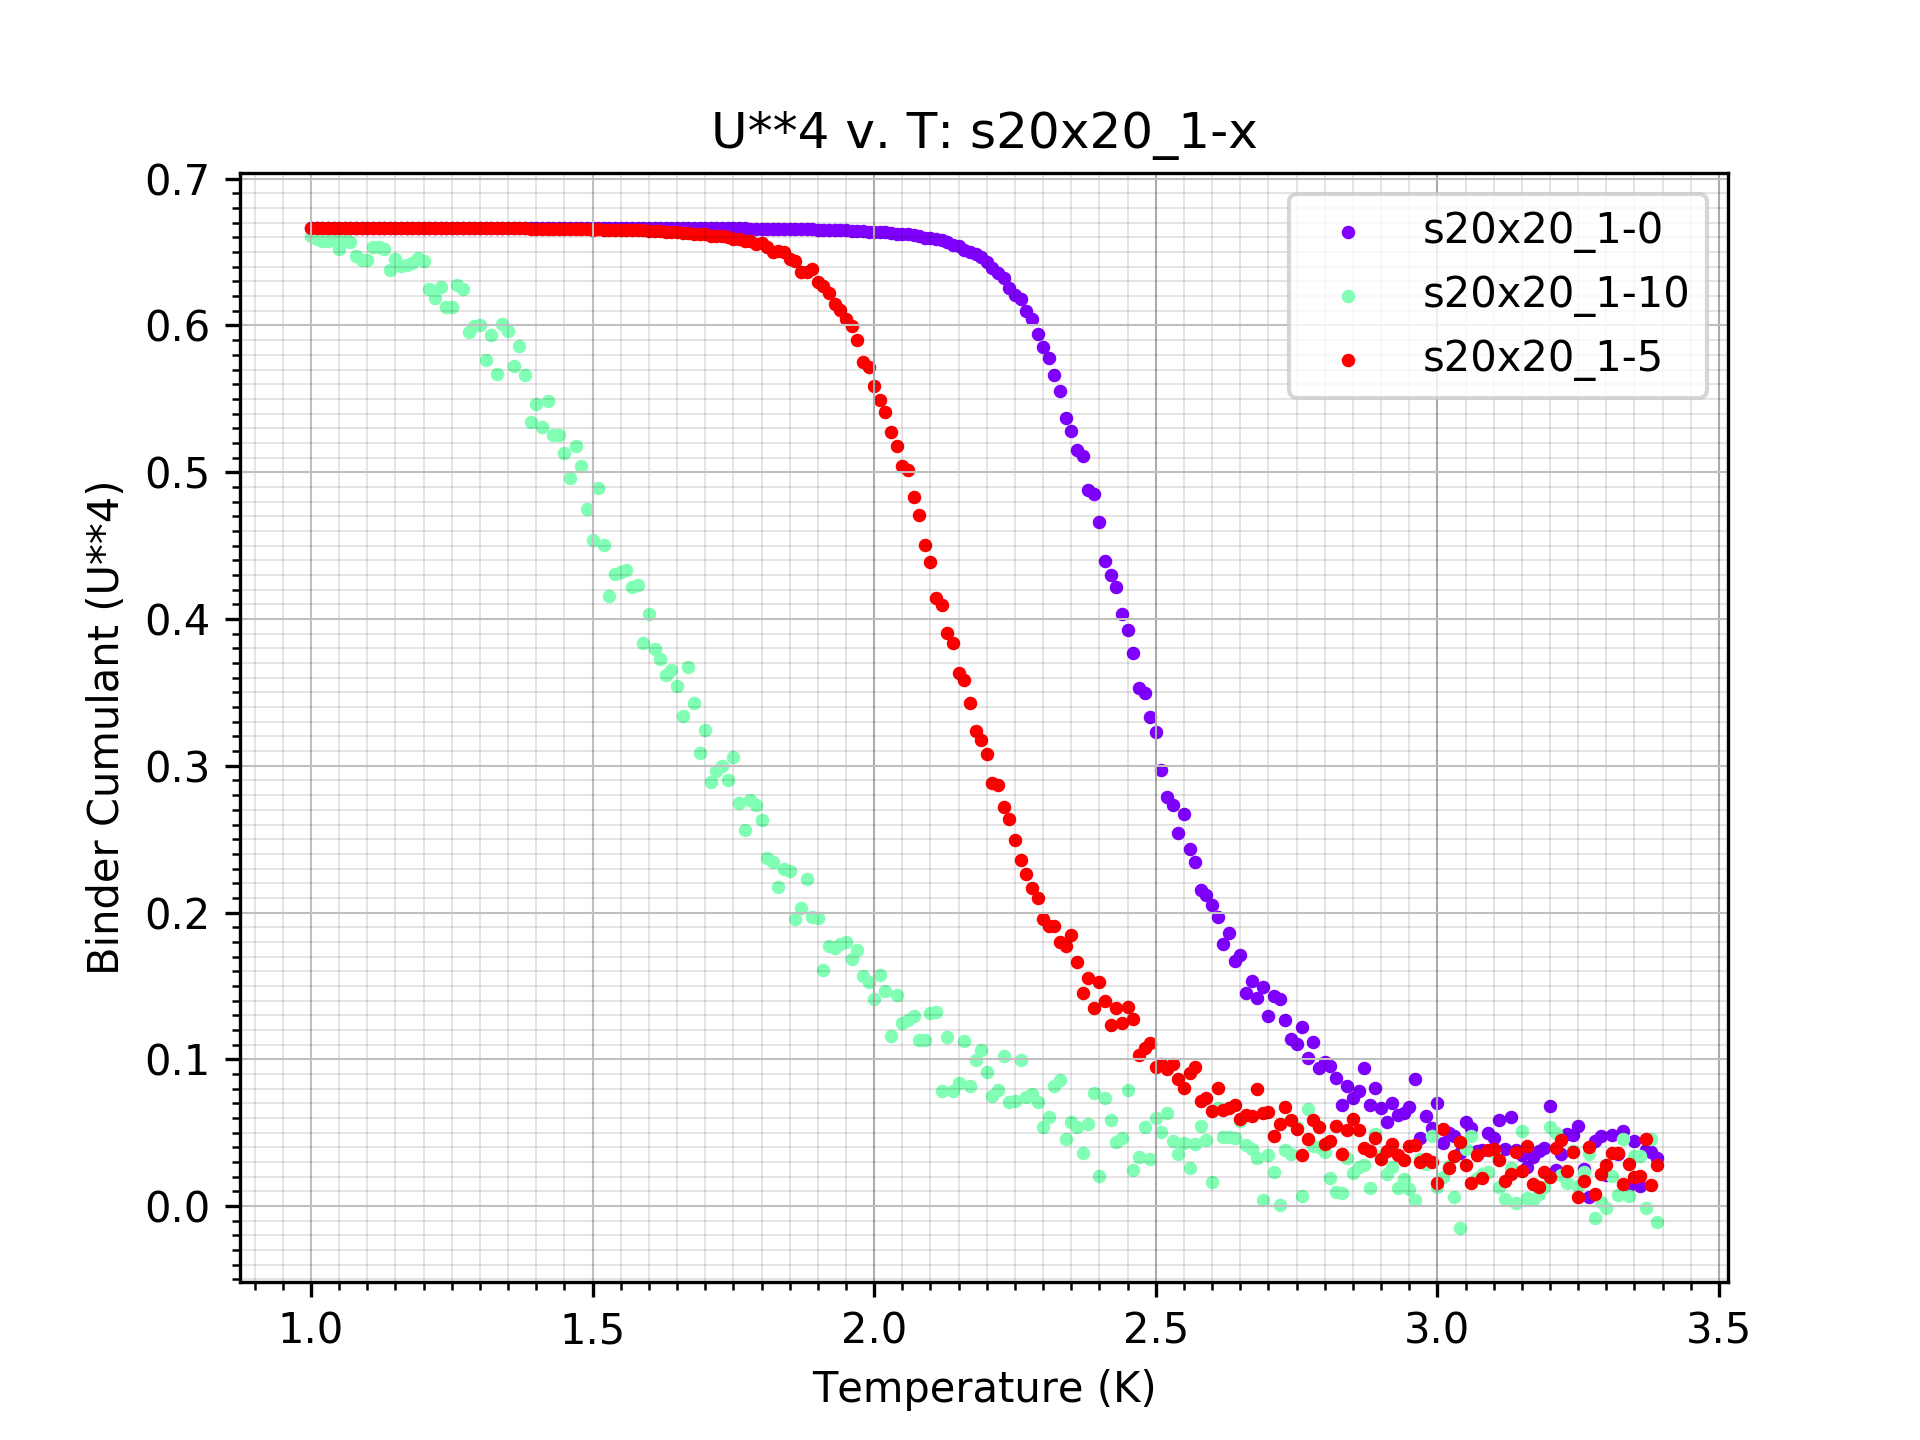 U**4 v. T: s20x20_1-x
s20x20_1-0
s20x20_1-10
s20x20_1-5
Binder Cumulant (U**4)
0.7
0.6
0.5
0.4
0.3
0.2
0.1
0.0
1.0 1.5 2.0 2.5 3.0 3.5
Temperature (K)